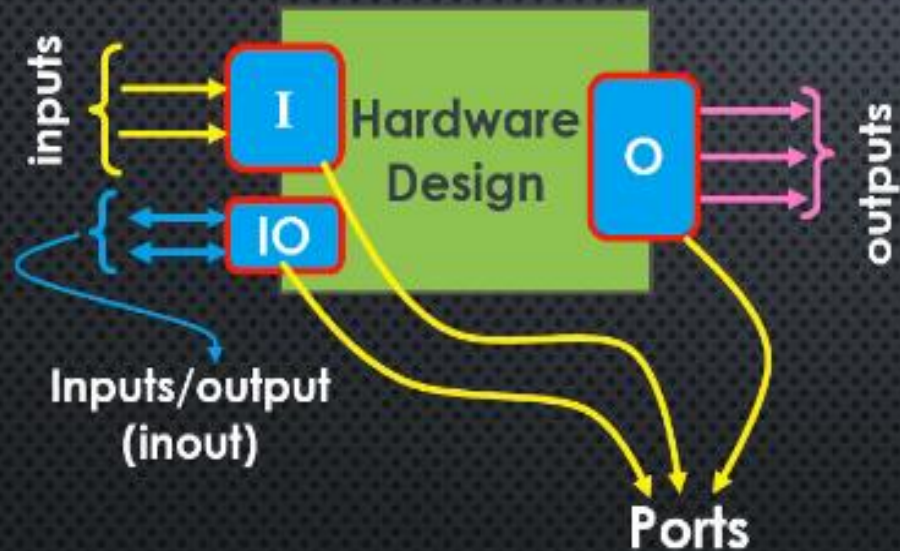 inputs
I
Hardware
Design
O
outputs
IO
Inputs/output
(inout)
Ports